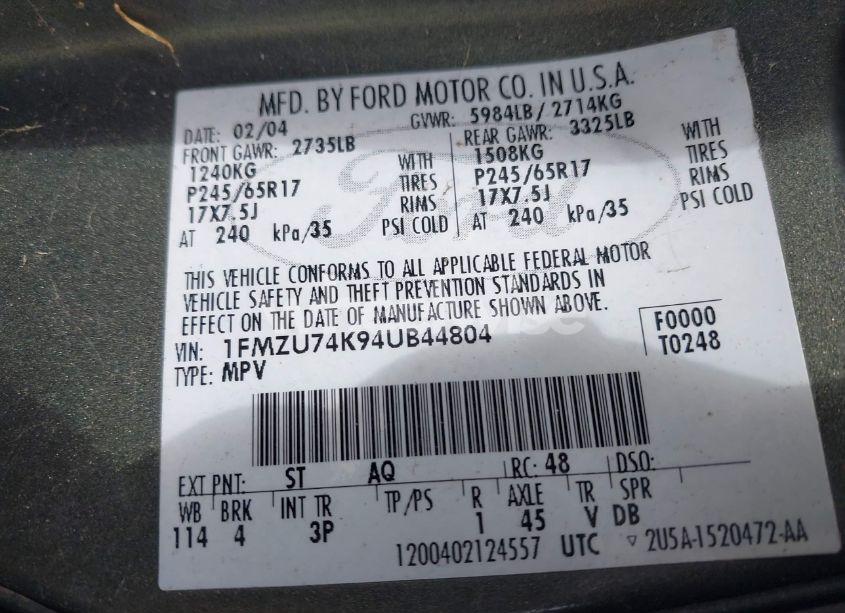 MFD. BY FORD MOTOR CO. IN U.S.A.
DATE: 02/04 GVWR: 5984LB/ 2714KG
FRONT GAWR: 2735LB REAR GAWR: 3325LB
1240KG WITH 1508KG WITH
P245/65R17 TIRES P245/65R17 TIRES
17X7.5J RIMS 17X7.5J RIMS
AT 240 kPa/35 PSI COLD AT 240 kPa/35 PSI COLD
Ford
THIS VEHICLE CONFORMS TO ALL APPLICABLE FEDERAL MOTOR
VEHICLE SAFETY AND THEFT PREVENTION STANDARDS IN
EFFECT ON THE DATE OF MANUFACTURE SHOWN ABOVE.
VIN: 1FMZU74K94UB44804 F0000
TYPE: MPV T0248
EXT PNT: ST AQ RC: 48 DSO:
WB BRK INT TR TP/PS R AXLE TR SPR
114 4 3P 1 45 V DB
1200402124557 UTC ▽ 2U5A-1520472-AA